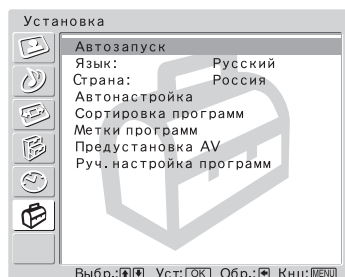 Установка
Автозапуск
Язык: Русский
Страна: Россия
Автонастройка
Сортировка программ
Метки программ
Предустановка AV
Руч. настройка программ
Выбр.: Уст: OK Обр.: Кнц: MENU